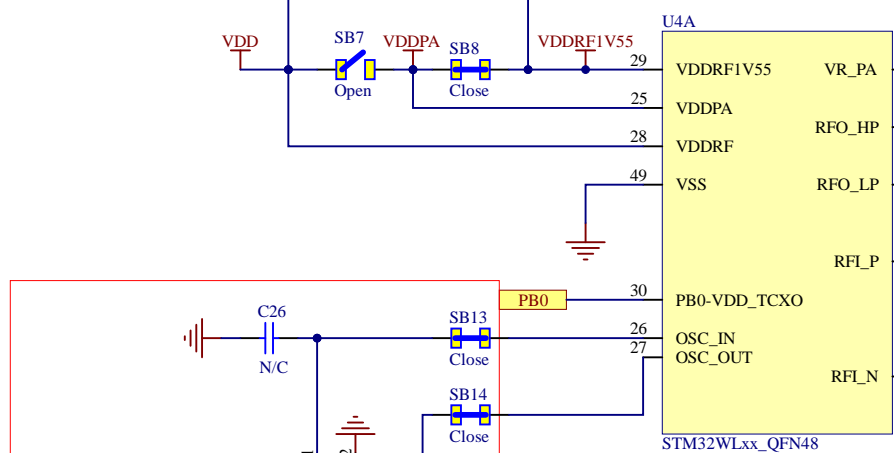 U4A
VDD
SB7
VDDPA
SB8
VDDRF1V55
Open
Close
29
VDDRF1V55
VR_PA
25
VDDPA
RFO_HP
28
VDDRF
49
VSS
RFO_LP
RFI_P
PB0
30
PB0-VDD_TCXO
C26
N/C
SB13
Close
26
OSC_IN
27
OSC_OUT
RFI_N
SB14
Close
STM32WLxx_QFN48